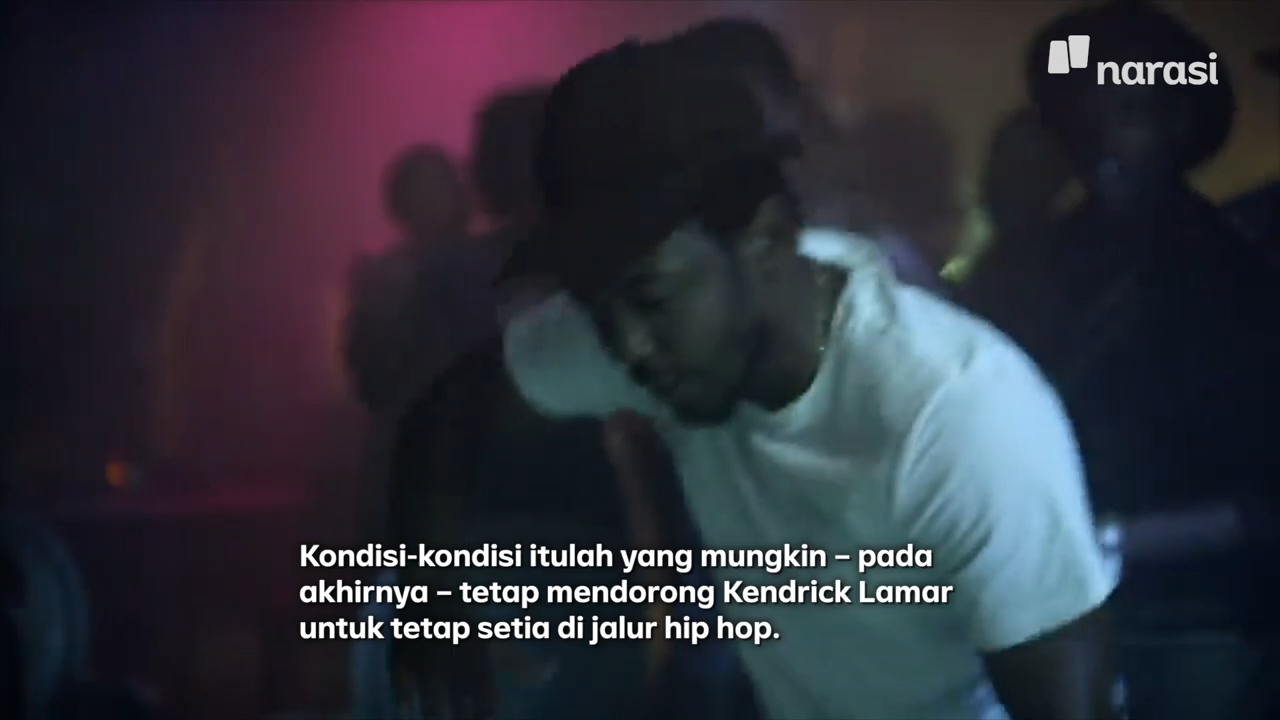 narasi
Kondisi-kondisi itulah yang mungkin – pada
akhirnya – tetap mendorong Kendrick Lamar
untuk tetap setia di jalur hip hop.